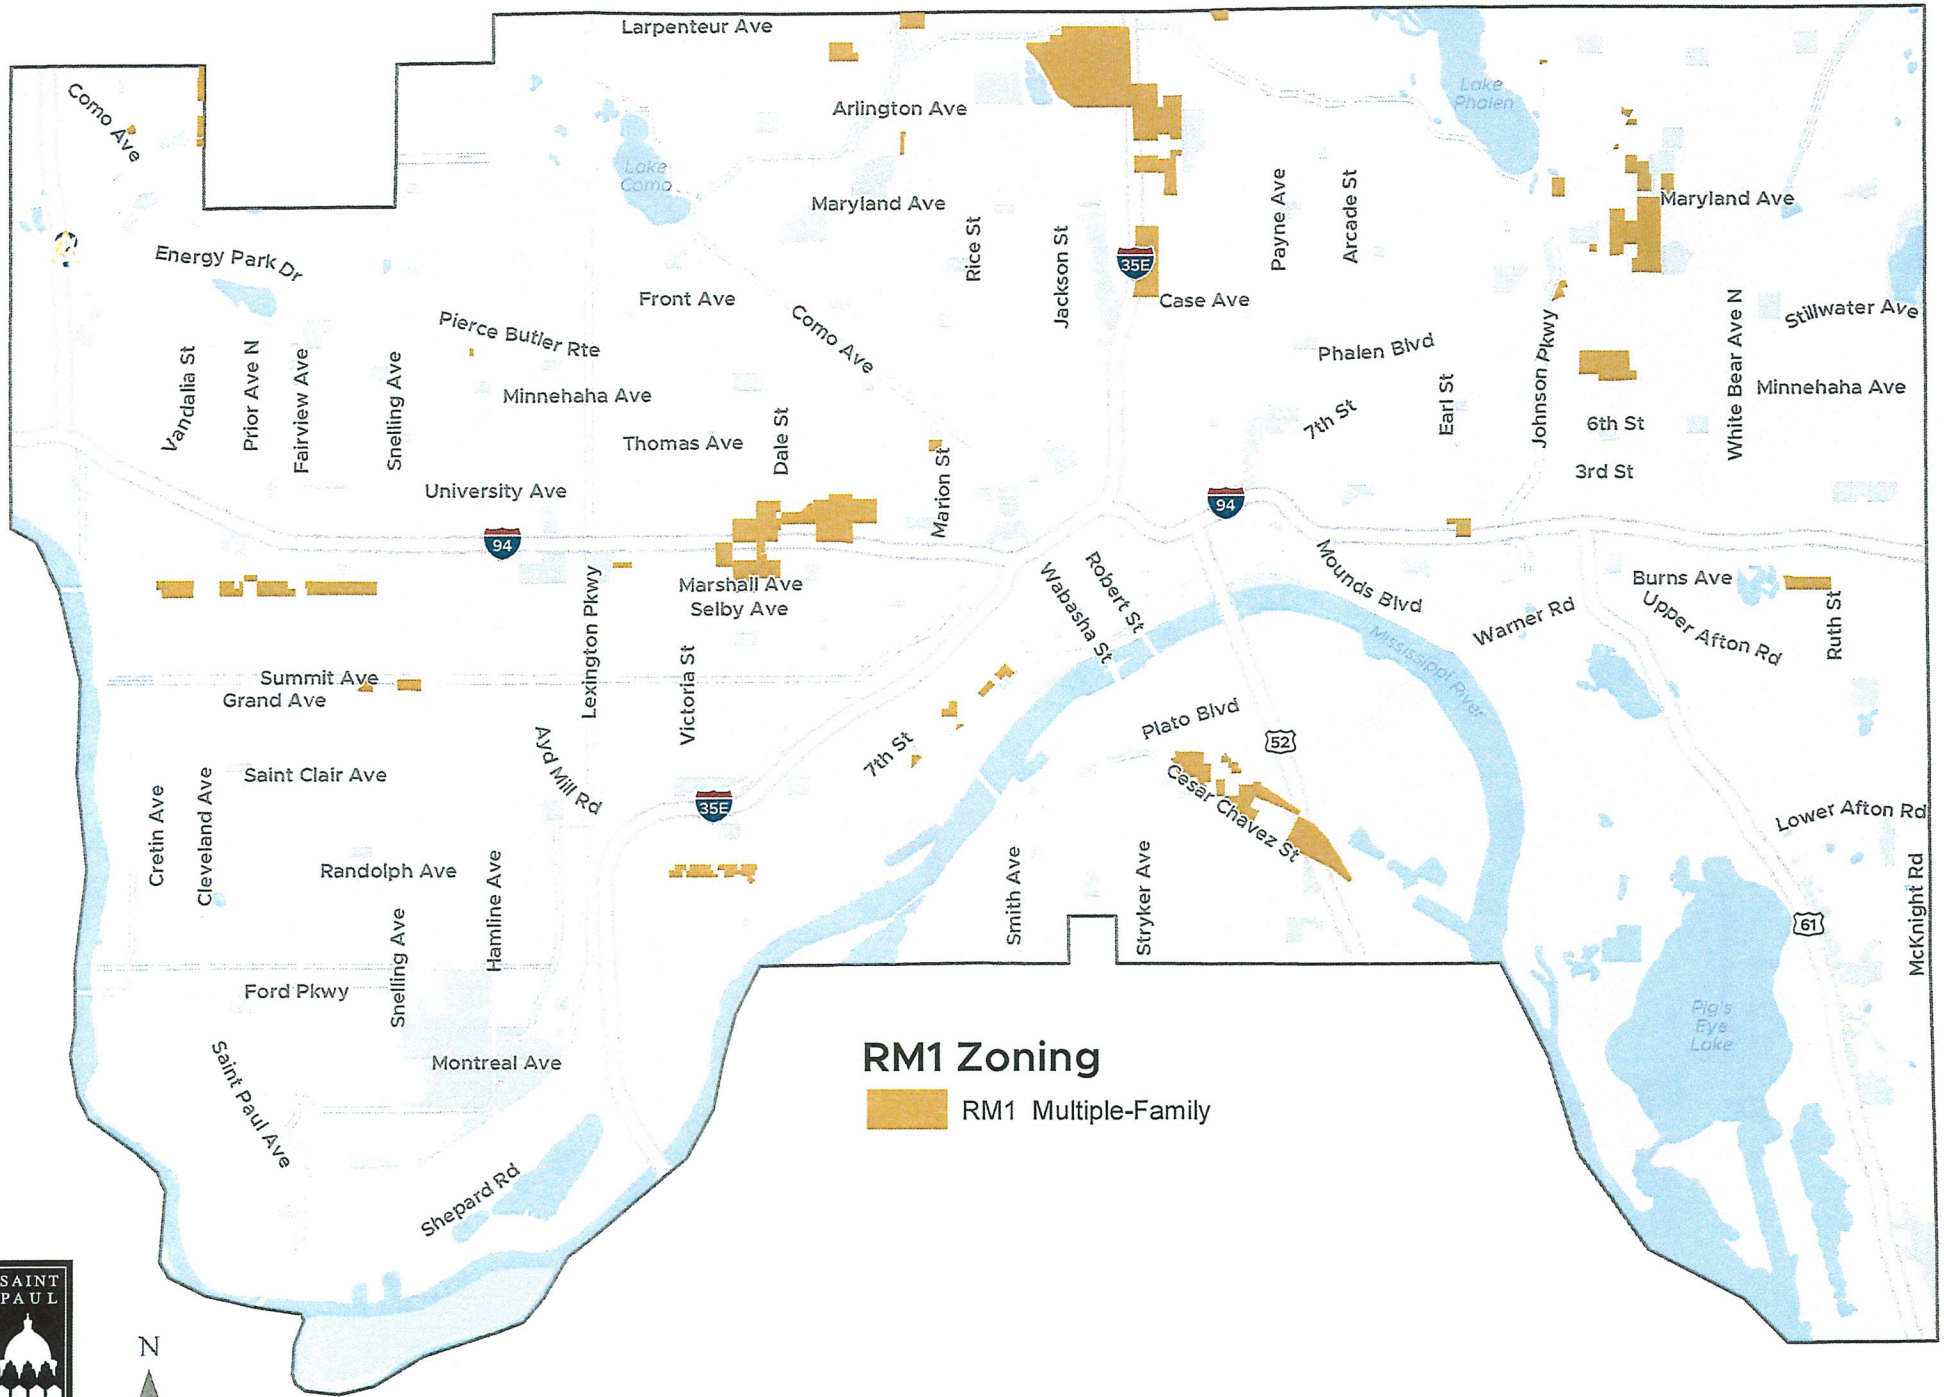 Larpenteur Ave
Como Ave
Lake
Phalen
Arlington Ave
Lake
Como
Maryland Ave
Maryland Ave
Rice St
Jackson St
Payne Ave
Arcade St
Energy Park Dr
35E
Front Ave
Case Ave
Como Ave
Pierce Butler Rte
Stillwater Ave
Vandalia St
Prior Ave N
Fairview Ave
Snelling Ave
Phalen Blvd
Johnson Pkwy
White Bear Ave N
Minnehaha Ave
Minnehaha Ave
Dale St
7th St
Earl St
6th St
Thomas Ave
Marion St
3rd St
University Ave
94
94
Marshall Ave
Selby Ave
Lexington Pkwy
Robert St
Wabasha St
Mounds Blvd
Burns Ave
Warner Rd
Upper Afton Rd
Ruth St
Mississippi River
Summit Ave
Grand Ave
Victoria St
Plato Blvd
7th St
52
Ayd Mill Rd
Saint Clair Ave
Cesar Chavez St
35E
Lower Afton Rd
Cretin Ave
Cleveland Ave
Randolph Ave
Hamline Ave
Smith Ave
Stryker Ave
McKnight Rd
61
Snelling Ave
Ford Pkwy
Pig's
Eye
Lake
Saint Paul Ave
Montreal Ave
RM1 Zoning
RM1 Multiple-Family
Shepard Rd
SAINT
PAUL
N